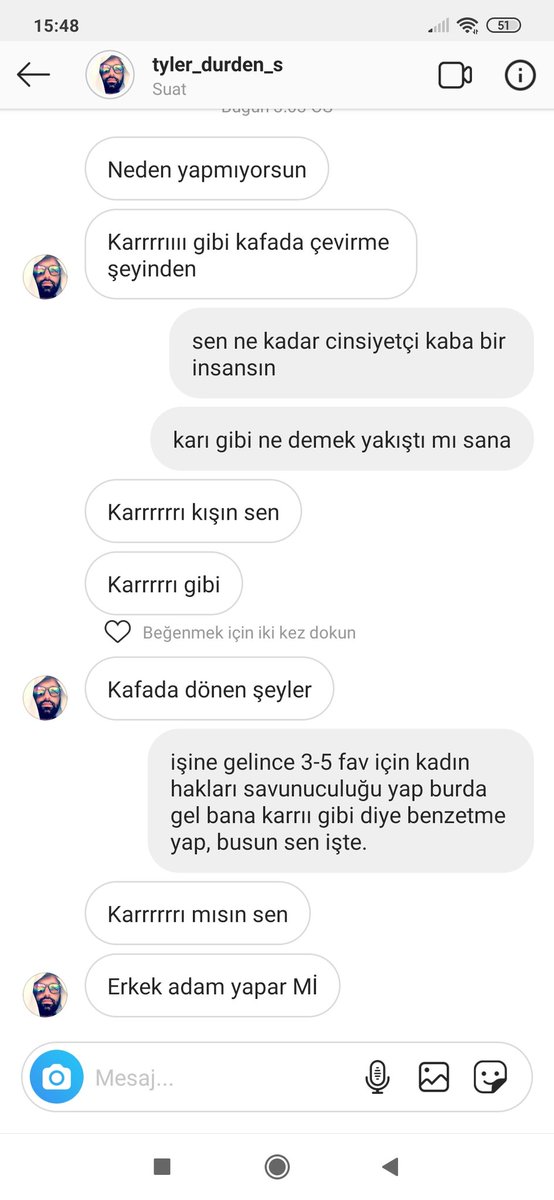 15:48
51
tyler_durden_s
Suat
Neden yapmıyorsun
Karrrrıııı gibi kafada çevirme
şeyinden
sen ne kadar cinsiyetçi kaba bir
insansın
karı gibi ne demek yakıştı mı sana
Karrrrrrı kışın sen
Karrrrrı gibi
Beğenmek için iki kez dokun
Kafada dönen şeyler
işine gelince 3-5 fav için kadın
hakları savunuculuğu yap burda
gel bana karrıı gibi diye benzetme
yap, busun sen işte.
Karrrrrrı mısın sen
Erkek adam yapar Mİ
Mesaj...